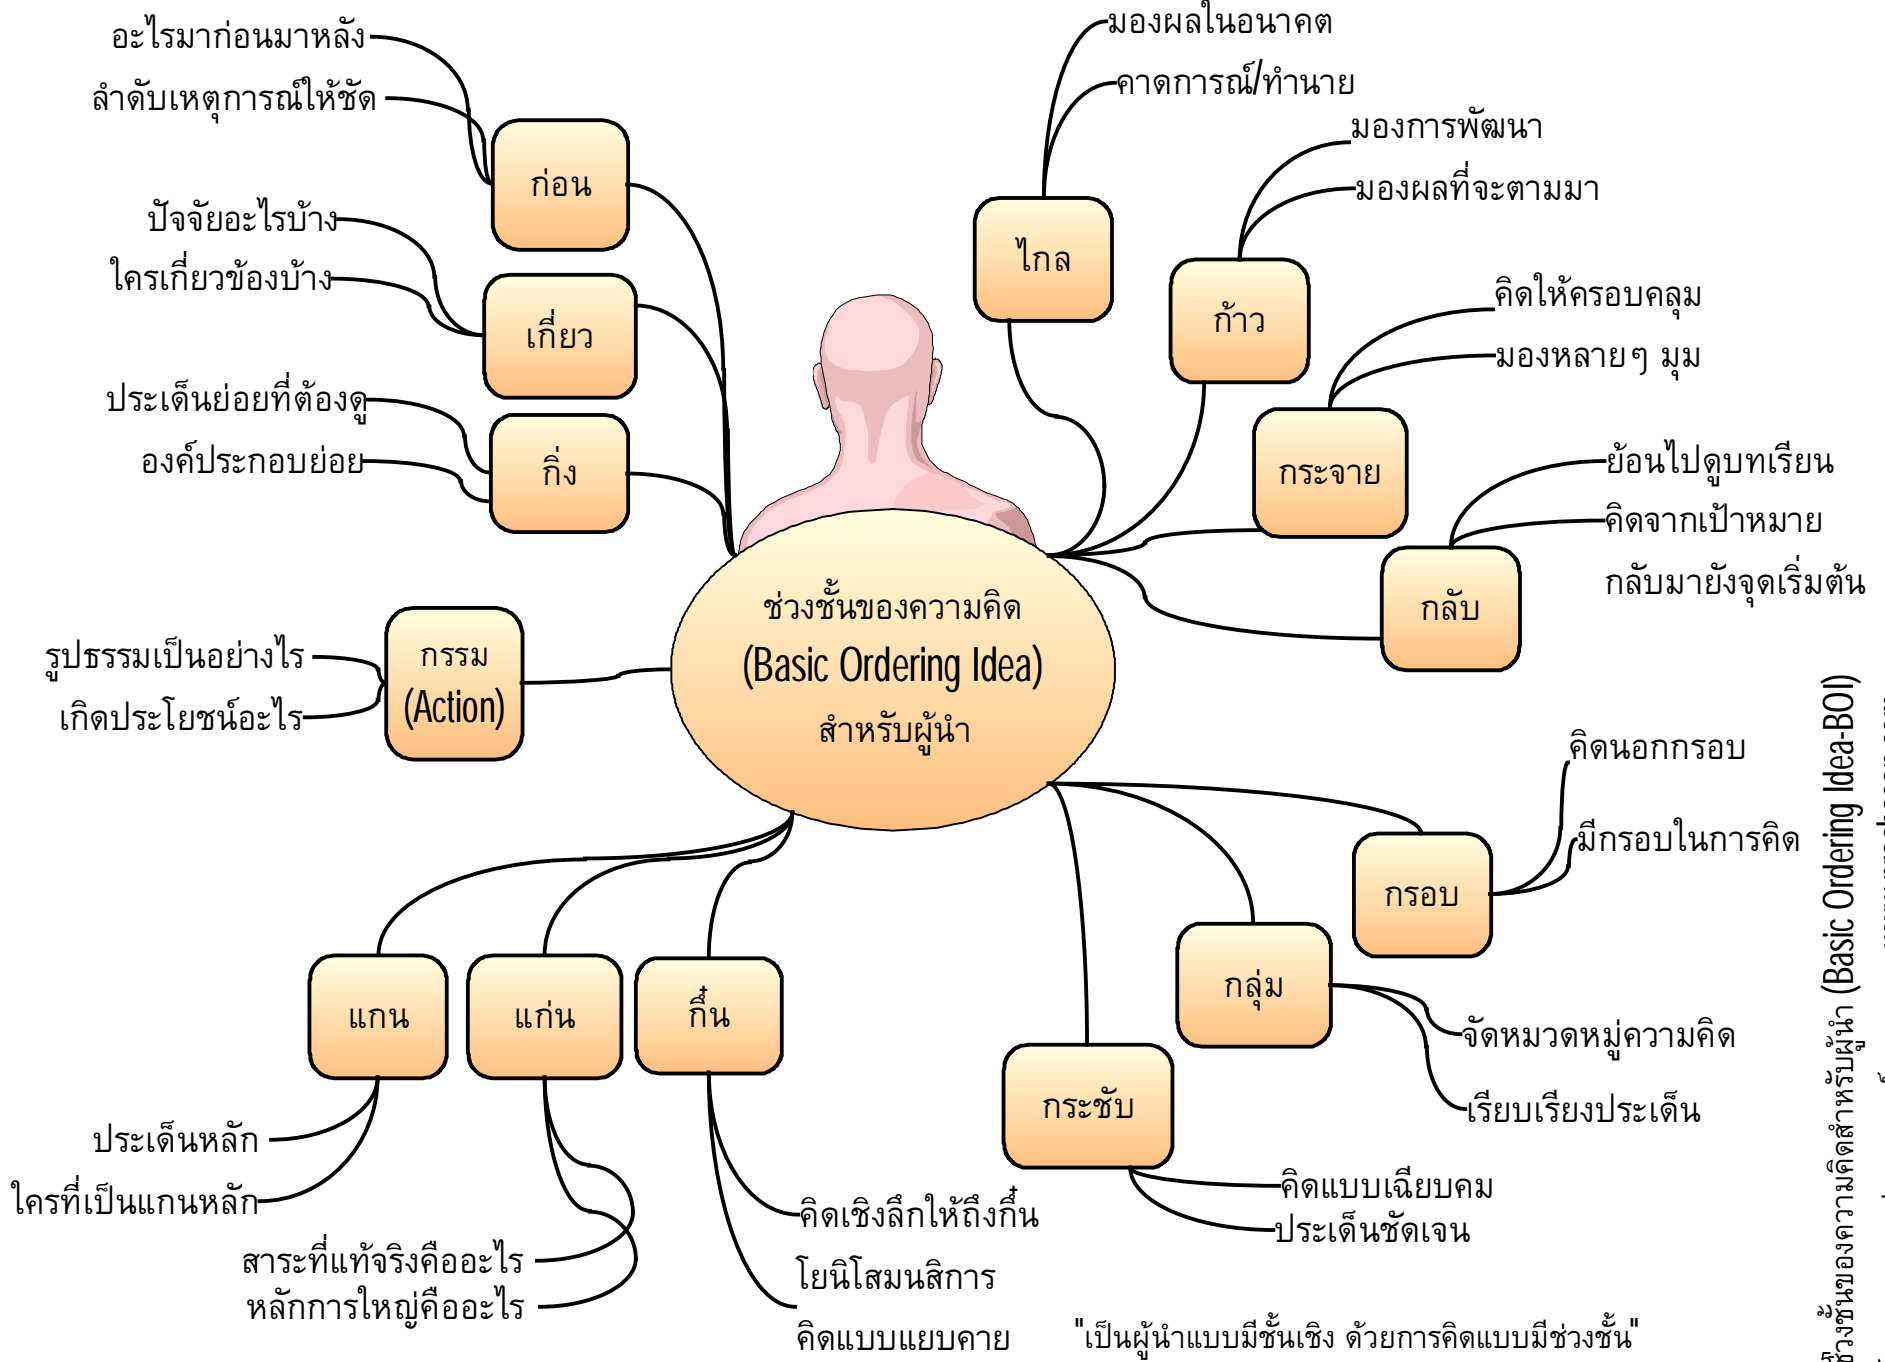 อะไรมาก่อนมาหลัง
ลำดับเหตุการณ์ให้ชัด
ก่อน
ปัจจัยอะไรบ้าง
ใครเกี่ยวข้องบ้าง
เกี่ยว
ประเด็นย่อยที่ต้องดู
องค์ประกอบย่อย
กิ่ง
รูปธรรมเป็นอย่างไร
เกิดประโยชน์อะไร
กรรม
(Action)
มองผลในอนาคต
คาดการณ์/ทำนาย
ไกล
มองการพัฒนา
มองผลที่จะตามมา
ก้าว
คิดให้ครอบคลุม
มองหลายๆ มุม
กระจาย
ย้อนไปดูบทเรียน
คิดจากเป้าหมาย
กลับมายังจุดเริ่มต้น
กลับ
ช่วงชั้นของความคิด
(Basic Ordering Idea)
สำหรับผู้นำ
คิดนอกกรอบ
มีกรอบในการคิด
กรอบ
กลุ่ม
จัดหมวดหมู่ความคิด
เรียบเรียงประเด็น
กระชับ
คิดแบบเฉียบคม
ประเด็นชัดเจน
แกน
ประเด็นหลัก
ใครที่เป็นแกนหลัก
แก่น
สาระที่แท้จริงคืออะไร
หลักการใหญ่คืออะไร
กึ๋น
คิดเชิงลึกให้ถึงกึ๋น
โยนิโสมนสิการ
คิดแบบแยบคาย
"เป็นผู้นำแบบมีชั้นเชิง ด้วยการคิดแบบมีช่วงชั้น"
ช่วงชั้นของความคิดสำหรับผู้นำ (Basic Ordering Idea-BOI)